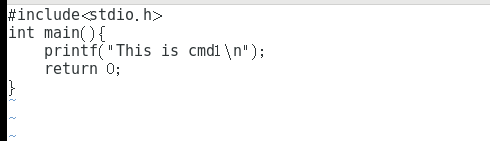 #include<stdio.h>
int main(){
    printf("This is cmd1\n");
    return 0;
}
~
~
~